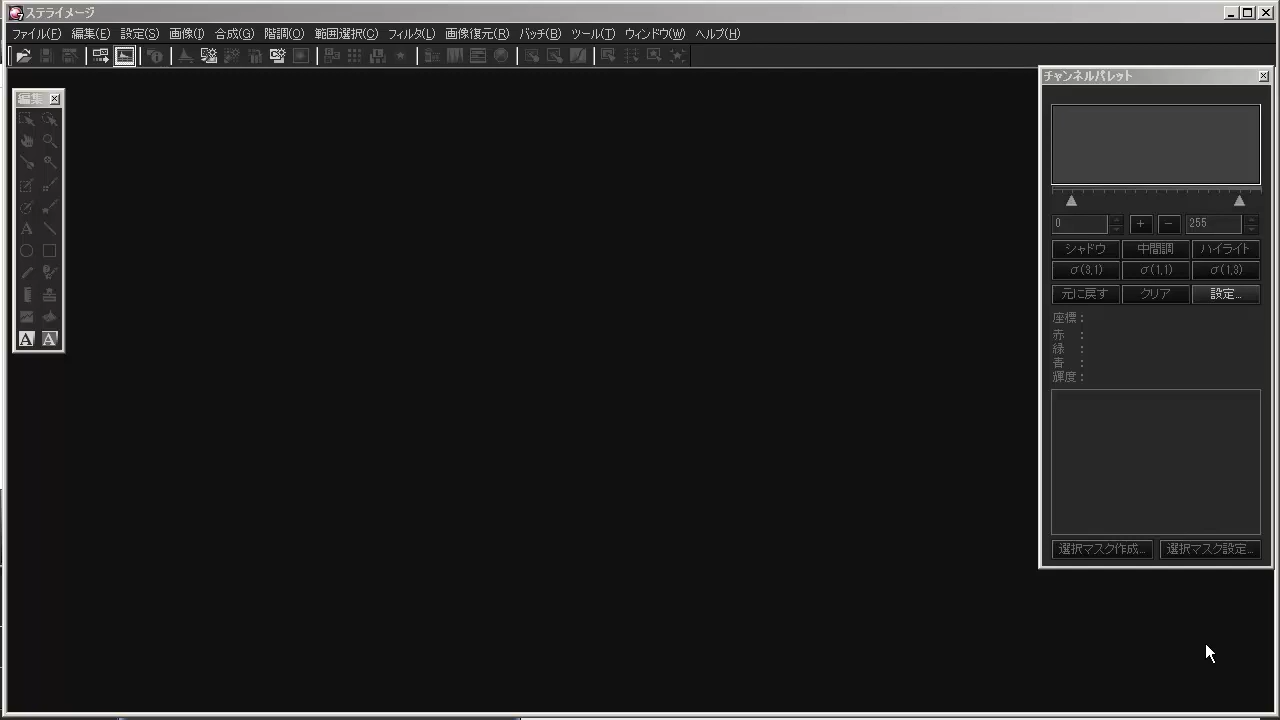 ステライメージ
ファイル(F) 編集(E) 設定(S) 画像(I) 合成(G) 階調(O) 範囲選択(C) フィルタ(L) 画像復元(R) バッチ(B) ツール(T) ウィンドウ(W) ヘルプ(H)
編集
A
A A
チャンネルパレット
0 + - 255
シャドウ 中間調 ハイライト
σ(3,1) σ(1,1) σ(1,3)
元に戻す クリア 設定...
座標：
赤 ：
緑 ：
青 ：
輝度：
選択マスク作成... 選択マスク設定...